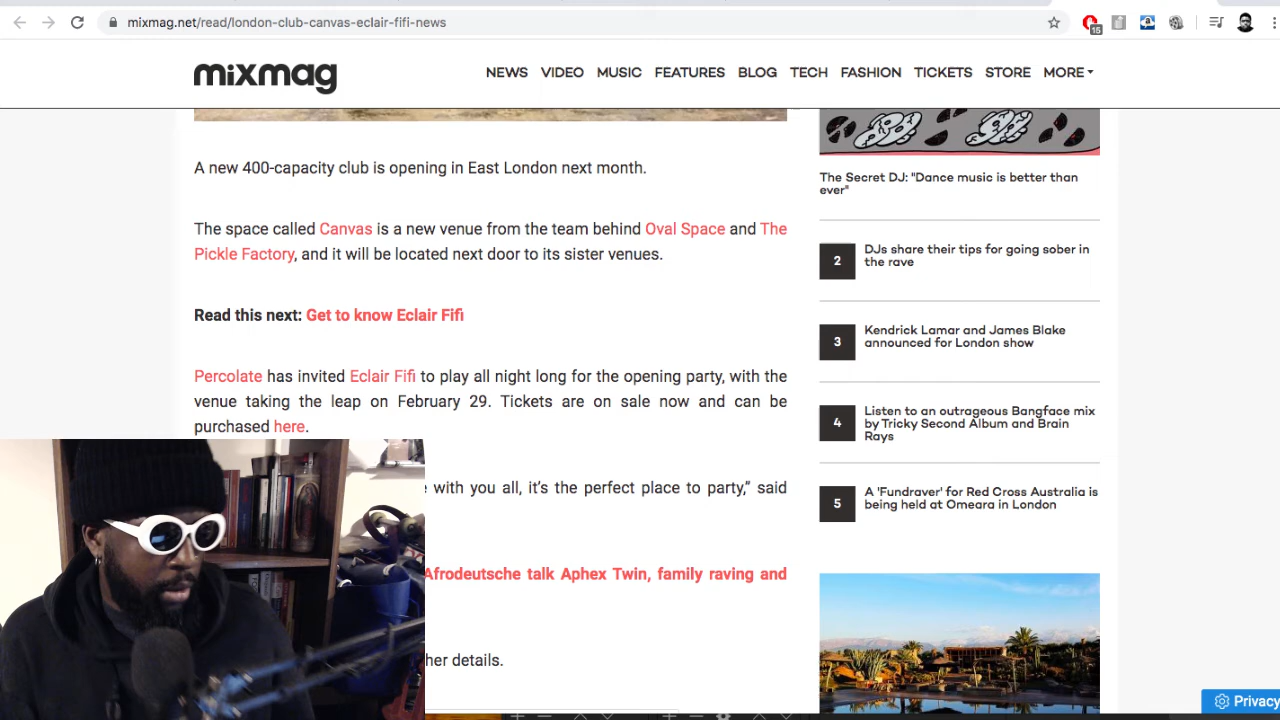 mixmag.net/read/london-club-canvas-eclair-fifi-news
15
mixmag
NEWS VIDEO MUSIC FEATURES BLOG TECH FASHION TICKETS STORE MORE
A new 400-capacity club is opening in East London next month.
The space called Canvas is a new venue from the team behind Oval Space and The
Pickle Factory, and it will be located next door to its sister venues.
Read this next: Get to know Eclair Fifi
Percolate has invited Eclair Fifi to play all night long for the opening party, with the
venue taking the leap on February 29. Tickets are on sale now and can be
purchased here.
with you all, it’s the perfect place to party,” said
Afrodeutsche talk Aphex Twin, family raving and
her details.
The Secret DJ: "Dance music is better than
ever"
2
DJs share their tips for going sober in
the rave
3
Kendrick Lamar and James Blake
announced for London show
4
Listen to an outrageous Bangface mix
by Tricky Second Album and Brain
Rays
5
A 'Fundraver' for Red Cross Australia is
being held at Omeara in London
Privacy